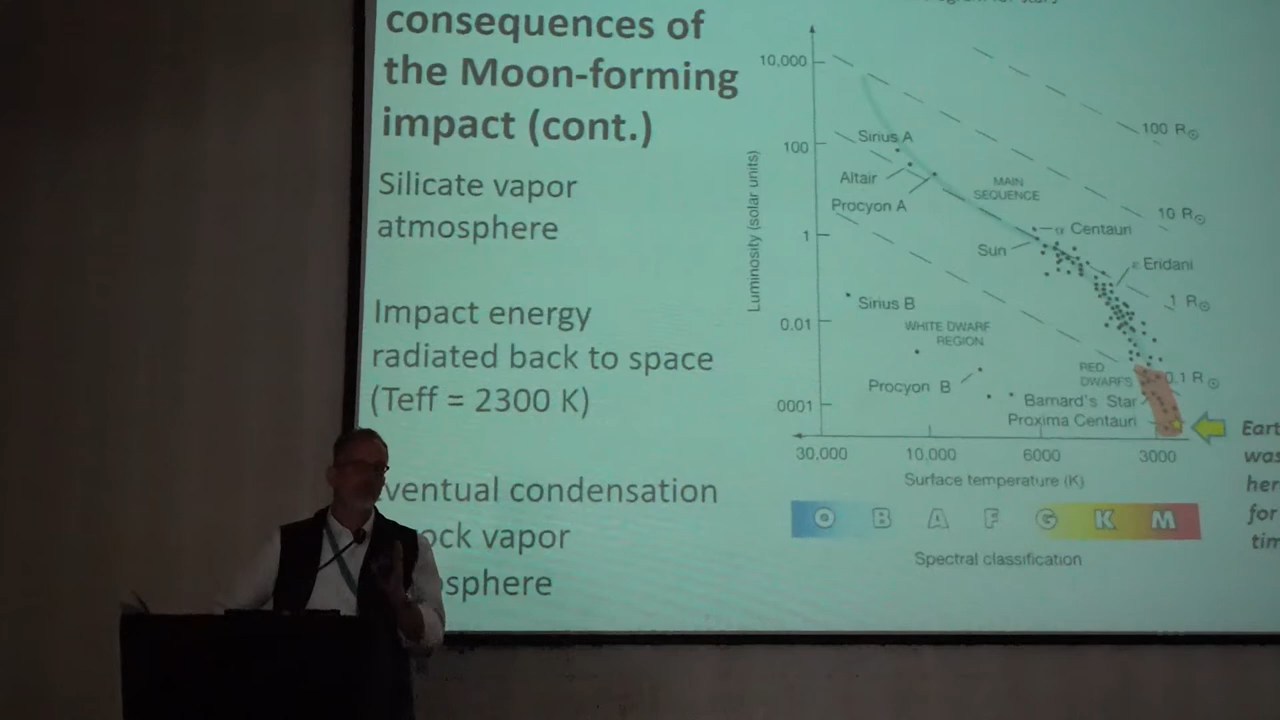 consequences of
the Moon-forming
impact (cont.)
Silicate vapor
atmosphere
Impact energy
radiated back to space
(Teff = 2300 K)
ventual condensation
ock vapor
sphere
10,000
100
1
0.01
0001
Luminosity (solar units)
100 R☉
10 R☉
1 R☉
0.1 R☉
Sirius A
Altair
Procyon A
MAIN
SEQUENCE
α Centauri
Sun
ε Eridani
Sirius B
WHITE DWARF
REGION
Procyon B
RED
DWARFS
Barnard's Star
Proxima Centauri
30,000
10,000
6000
3000
Surface temperature (K)
O B A F G K M
Spectral classification
Eart
was
her
for
tim